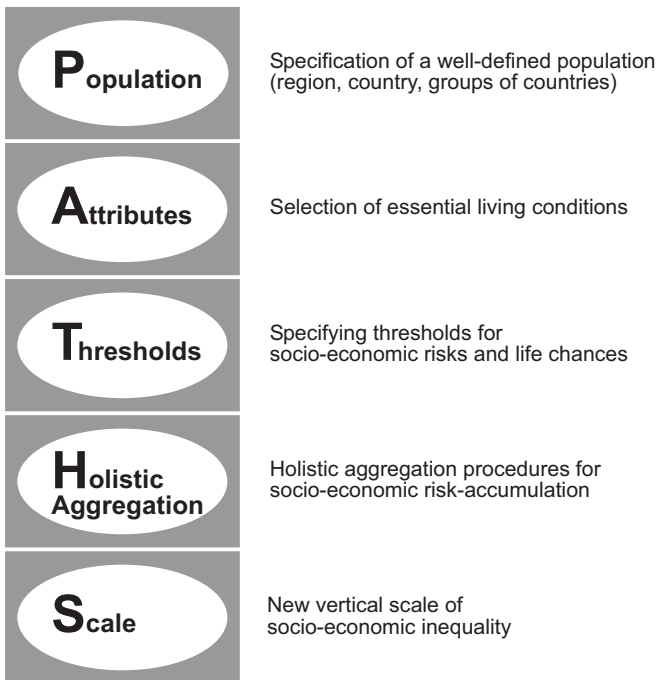 Population
Specification of a well-defined population
(region, country, groups of countries)
Attributes
Selection of essential living conditions
Thresholds
Specifying thresholds for
socio-economic risks and life chances
Holistic
Aggregation
Holistic aggregation procedures for
socio-economic risk-accumulation
Scale
New vertical scale of
socio-economic inequality